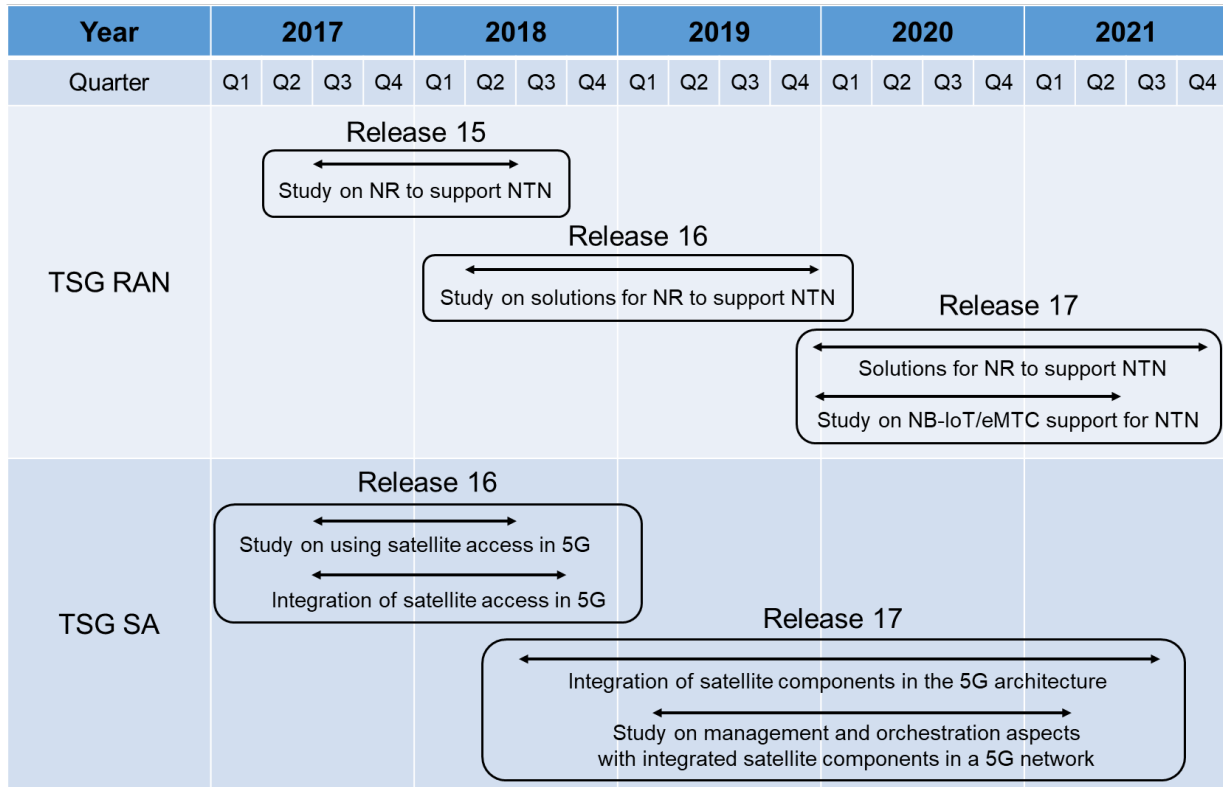 Year 2017 2018 2019 2020 2021
Quarter Q1 Q2 Q3 Q4 Q1 Q2 Q3 Q4 Q1 Q2 Q3 Q4 Q1 Q2 Q3 Q4 Q1 Q2 Q3 Q4
TSG RAN
Release 15
Study on NR to support NTN
Release 16
Study on solutions for NR to support NTN
Release 17
Solutions for NR to support NTN
Study on NB-IoT/eMTC support for NTN
TSG SA
Release 16
Study on using satellite access in 5G
Integration of satellite access in 5G
Release 17
Integration of satellite components in the 5G architecture
Study on management and orchestration aspects
with integrated satellite components in a 5G network